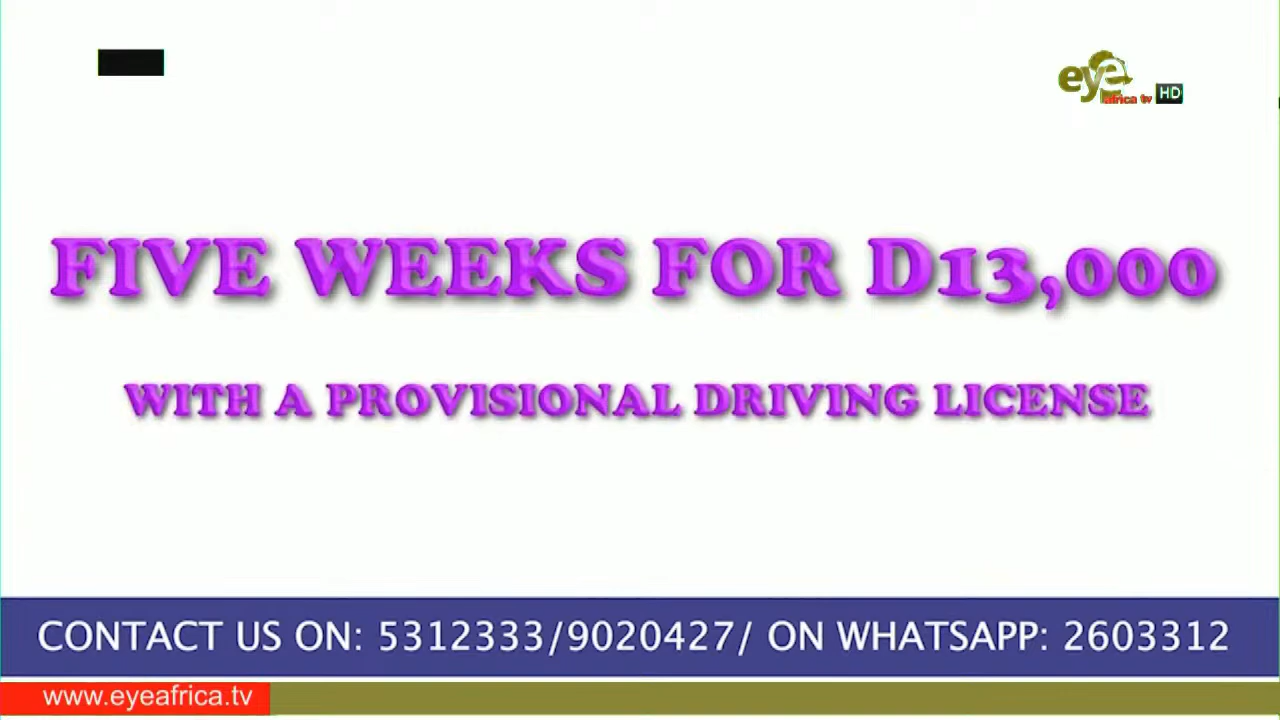 eye
africa tv HD
FIVE WEEKS FOR D13,000
WITH A PROVISIONAL DRIVING LICENSE
CONTACT US ON: 5312333/9020427/ ON WHATSAPP: 2603312
www.eyeafrica.tv